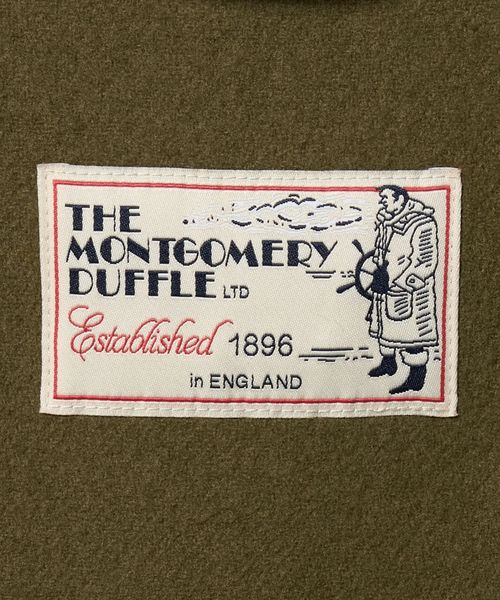 THE
MONTGOMERY
DUFFLE LTD
Established 1896
in ENGLAND